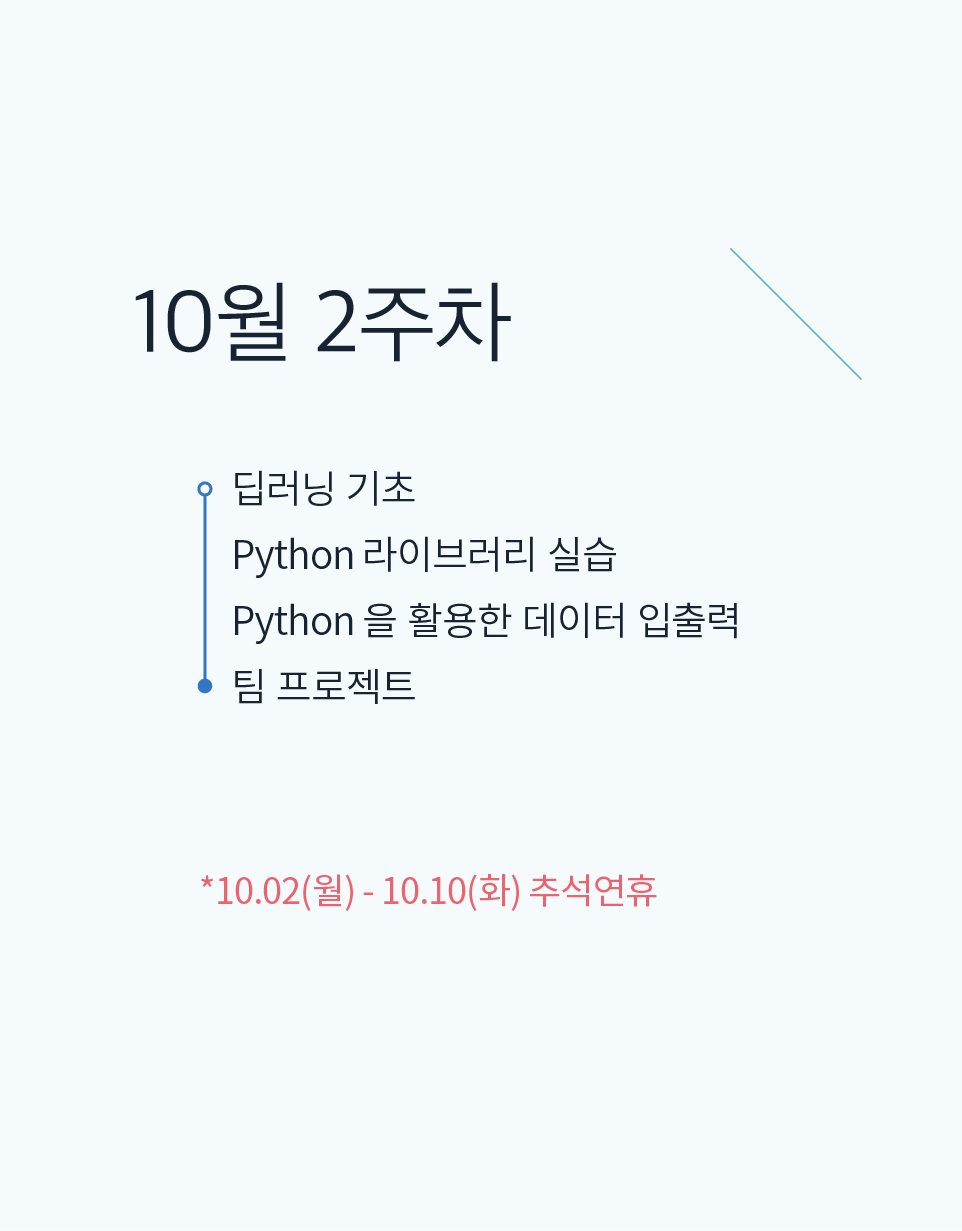 10월 2주차
딥러닝 기초
Python 라이브러리 실습
Python 을 활용한 데이터 입출력
팀 프로젝트
*10.02(월) - 10.10(화) 추석연휴